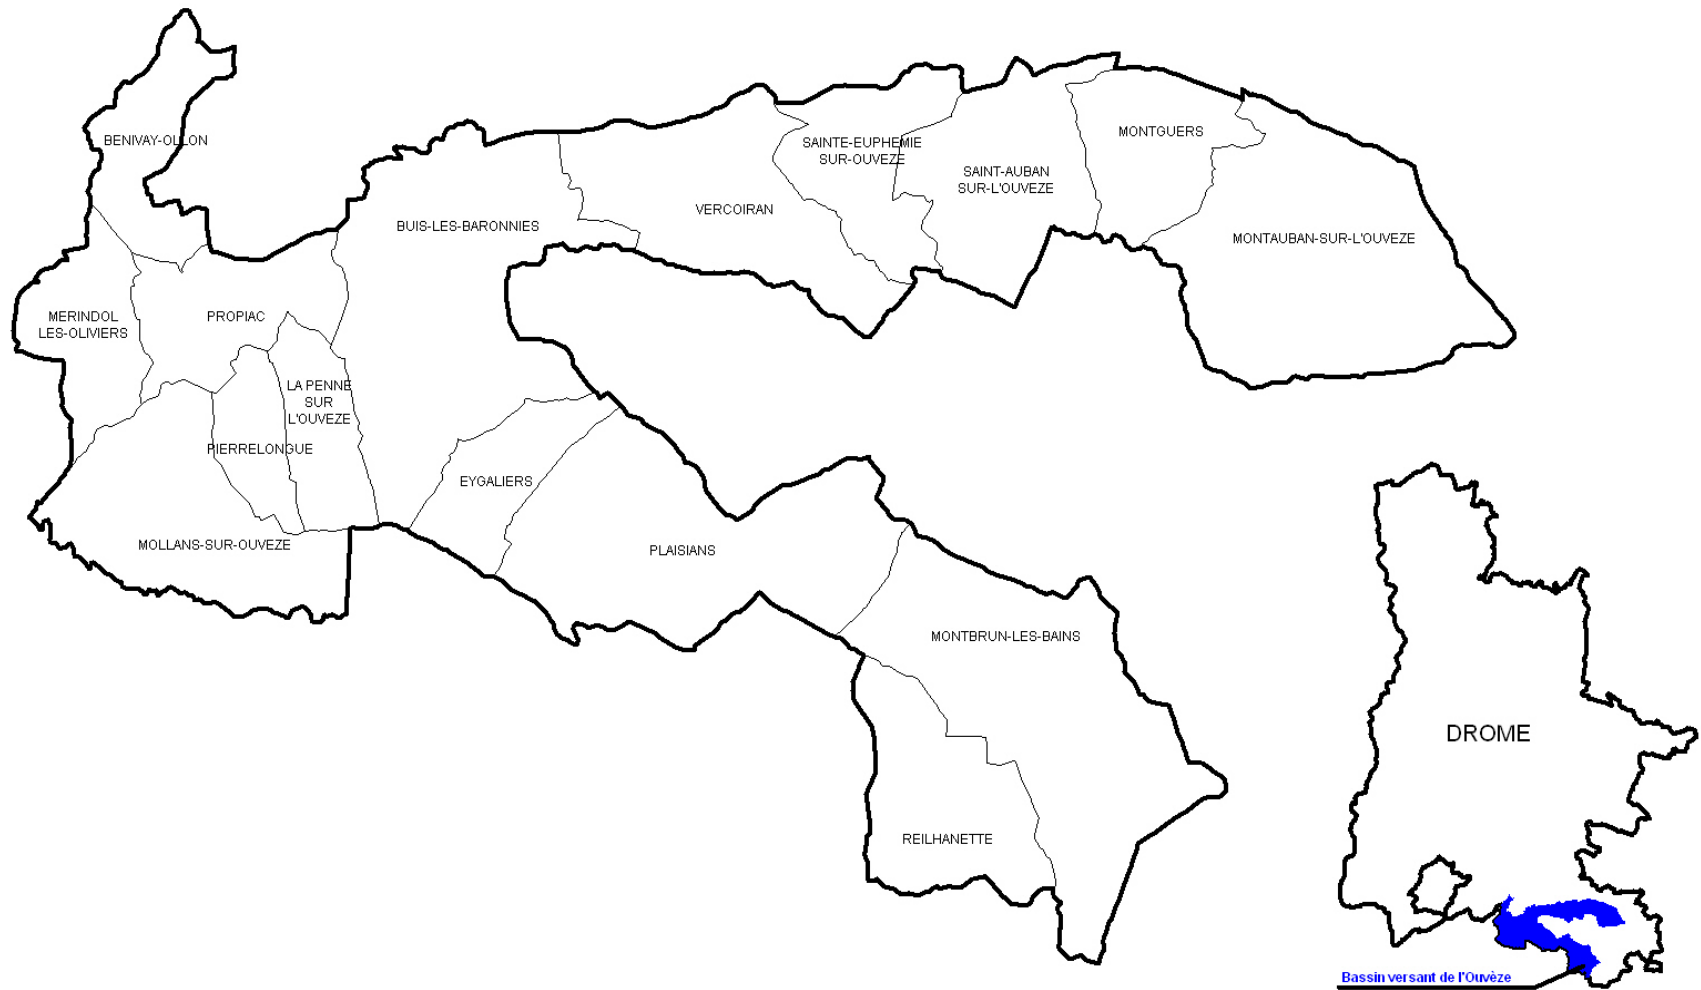 BENIVAY-OLLON
MONTGUERS
SAINTE-EUPHEMIE
SUR-OUVEZE
SAINT-AUBAN
SUR-L'OUVEZE
VERCOIRAN
BUIS-LES-BARONNIES
MONTAUBAN-SUR-L'OUVEZE
MERINDOL
LES-OLIVIERS
PROPIAC
LA PENNE
SUR
L'OUVEZE
PIERRELONGUE
EYGALIERS
MOLLANS-SUR-OUVEZE
PLAISIANS
MONTBRUN-LES-BAINS
REILHANETTE
DROME
Bassin versant de l'Ouvèze